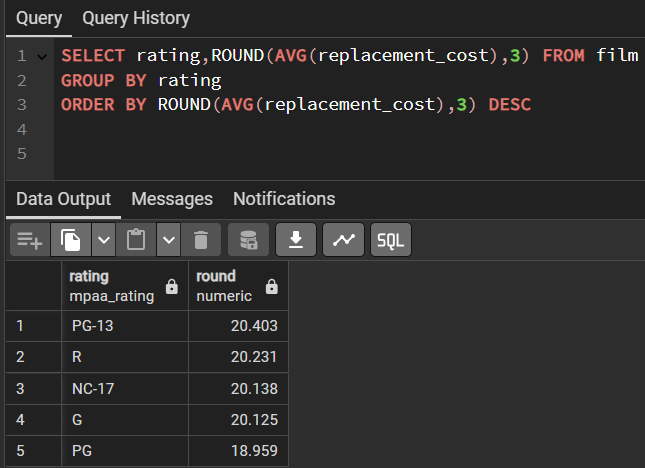 Query Query History
1 SELECT rating,ROUND(AVG(replacement_cost),3) FROM film
2 GROUP BY rating
3 ORDER BY ROUND(AVG(replacement_cost),3) DESC
4
5
Data Output Messages Notifications
SQL
rating round
mpaa_rating numeric
1 PG-13 20.403
2 R 20.231
3 NC-17 20.138
4 G 20.125
5 PG 18.959